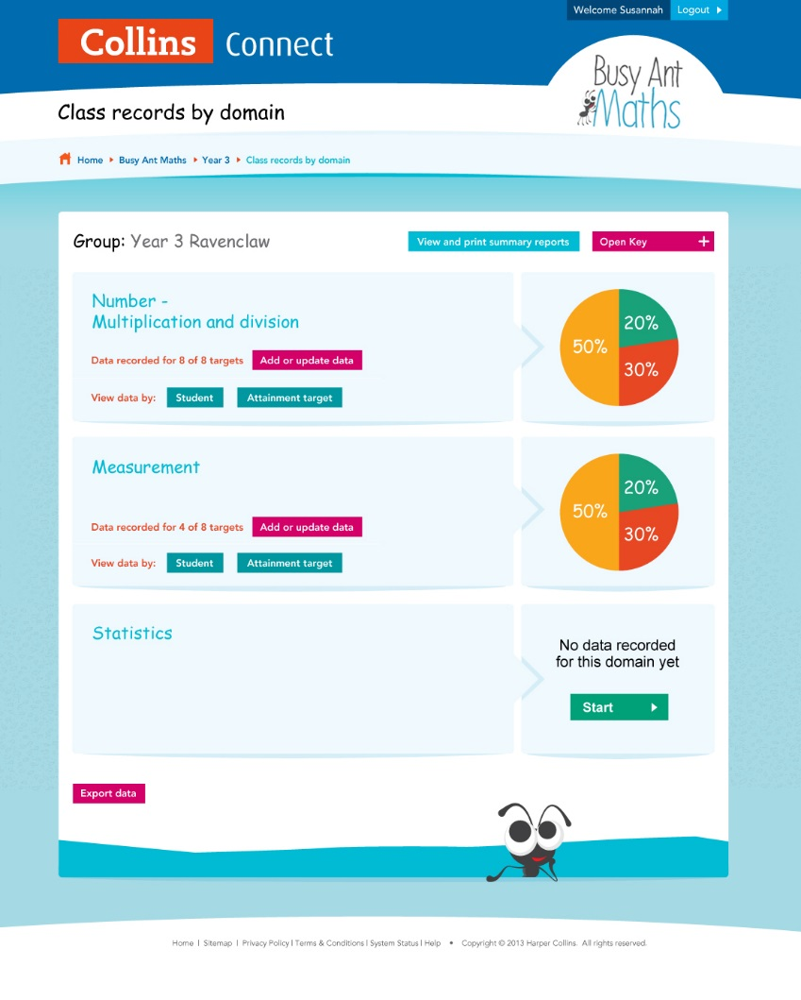 Welcome Susannah
Logout
Collins Connect
Busy Ant
Maths
Class records by domain
Home Busy Ant Maths Year 3 Class records by domain
Group: Year 3 Ravenclaw
View and print summary reports
Open Key +
Number -
Multiplication and division
Data recorded for 8 of 8 targets
Add or update data
View data by:
Student
Attainment target
20%
50%
30%
Measurement
Data recorded for 4 of 8 targets
Add or update data
View data by:
Student
Attainment target
20%
50%
30%
Statistics
No data recorded
for this domain yet
Start
Export data
Home | Sitemap | Privacy Policy | Terms & Conditions | System Status | Help • Copyright © 2013 Harper Collins. All rights reserved.